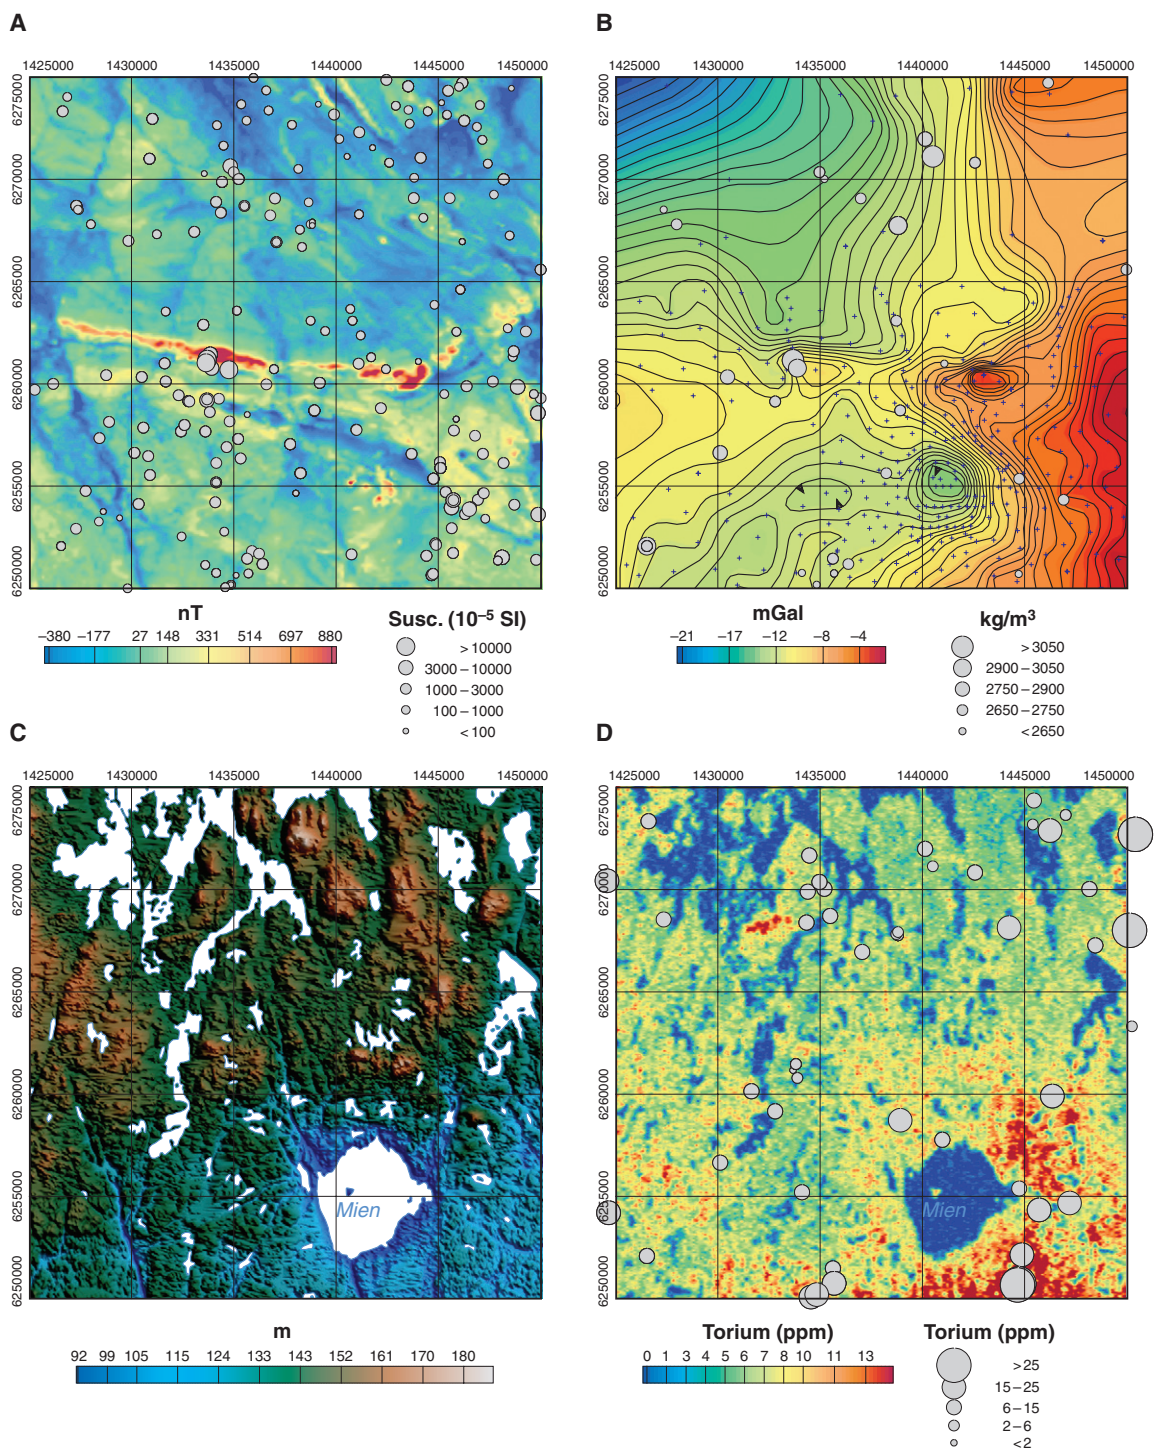 A
B
1425000 1430000 1435000 1440000 1445000 1450000
1425000 1430000 1435000 1440000 1445000 1450000
6275000
6270000
6265000
6260000
6255000
6250000
6275000
6270000
6265000
6260000
6255000
6250000
nT
−380 −177 27 148 331 514 697 880
Susc. (10⁻⁵ SI)
> 10000
3000 – 10000
1000 – 3000
100 – 1000
< 100
mGal
−21 −17 −12 −8 −4
kg/m³
> 3050
2900 – 3050
2750 – 2900
2650 – 2750
< 2650
C
D
1425000 1430000 1435000 1440000 1445000 1450000
1425000 1430000 1435000 1440000 1445000 1450000
6275000
6270000
6265000
6260000
6255000
6250000
Mien
6275000
6270000
6265000
6260000
6255000
6250000
Mien
m
92 99 105 115 124 133 143 152 161 170 180
Torium (ppm)
0 1 3 4 5 6 7 8 10 11 13
Torium (ppm)
> 25
15 – 25
6 – 15
2 – 6
< 2